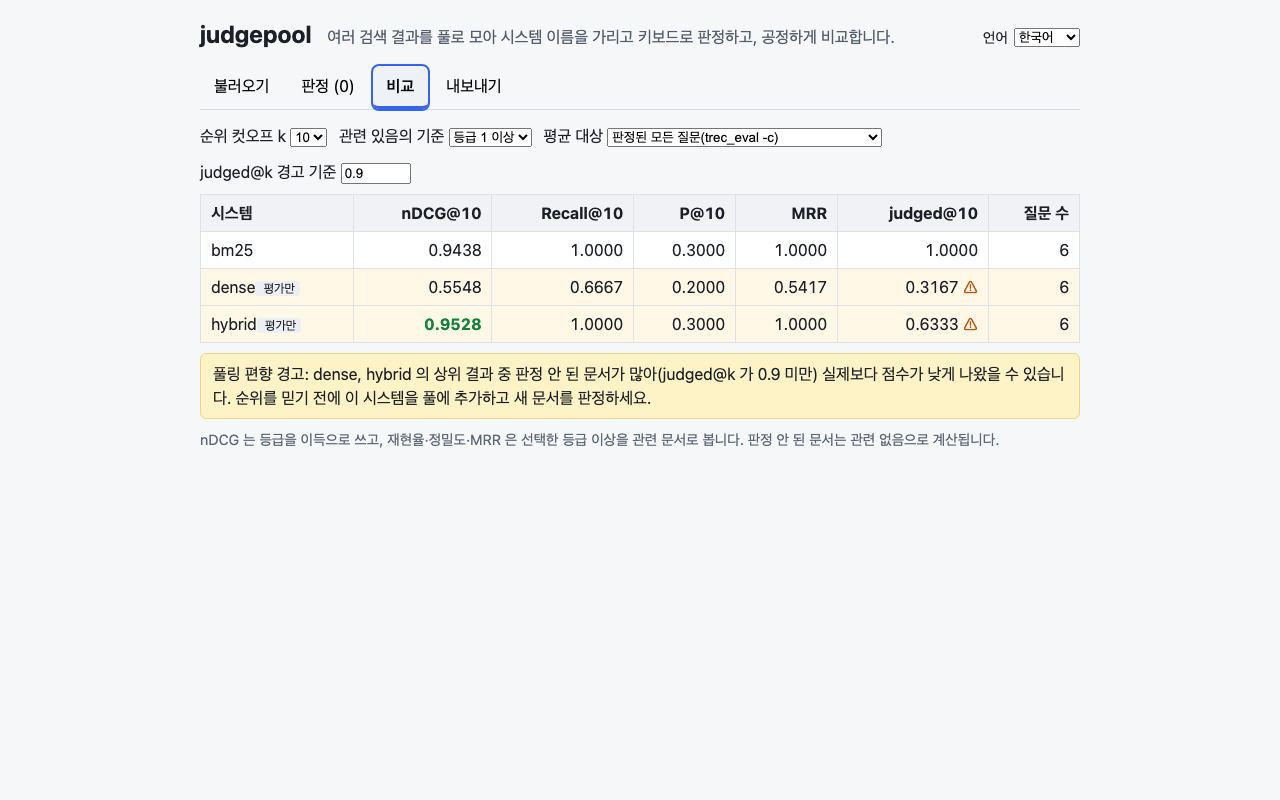 judgepool 여러 검색 결과를 풀로 모아 시스템 이름을 가리고 키보드로 판정하고, 공정하게 비교합니다. 언어 한국어
불러오기 판정 (0) 비교 내보내기
순위 컷오프 k 10 관련 있음의 기준 등급 1 이상 평균 대상 판정된 모든 질문(trec_eval -c)
judged@k 경고 기준 0.9
시스템 nDCG@10 Recall@10 P@10 MRR judged@10 질문 수
bm25 0.9438 1.0000 0.3000 1.0000 1.0000 6
dense 평가만 0.5548 0.6667 0.2000 0.5417 0.3167 ⚠ 6
hybrid 평가만 0.9528 1.0000 0.3000 1.0000 0.6333 ⚠ 6
풀링 편향 경고: dense, hybrid 의 상위 결과 중 판정 안 된 문서가 많아(judged@k 가 0.9 미만) 실제보다 점수가 낮게 나왔을 수 있습니
다. 순위를 믿기 전에 이 시스템을 풀에 추가하고 새 문서를 판정하세요.
nDCG 는 등급을 이득으로 쓰고, 재현율·정밀도·MRR 은 선택한 등급 이상을 관련 문서로 봅니다. 판정 안 된 문서는 관련 없음으로 계산됩니다.